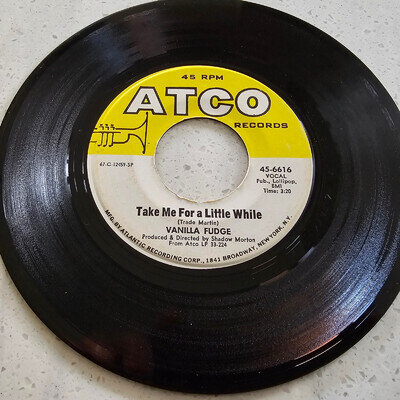 45 RPM
ATCO
RECORDS
67-C-12459-SP
45-6616
VOCAL
Pub., Lollipop,
BMI
Time: 3:20
Take Me For a Little While
(Trade Martin)
VANILLA FUDGE
Produced & Directed by Shadow Morton
From Atco LP 33-224
MFG. BY ATLANTIC RECORDING CORP., 1841 BROADWAY, NEW YORK, N.Y.